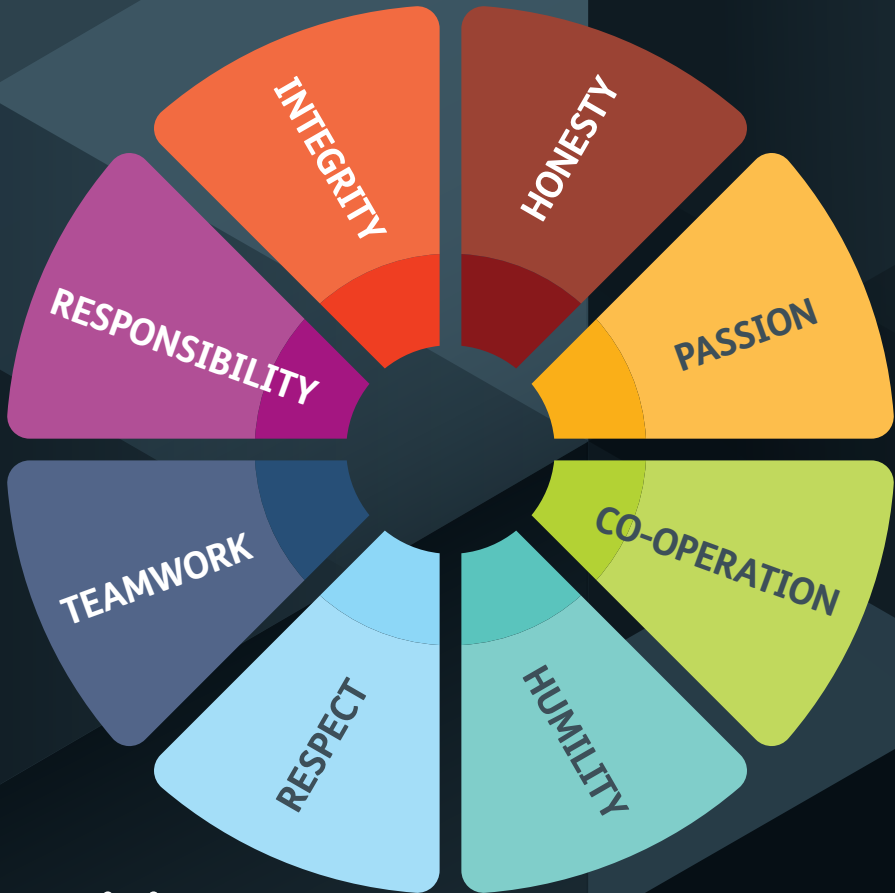 INTEGRITY
HONESTY
PASSION
CO-OPERATION
HUMILITY
RESPECT
TEAMWORK
RESPONSIBILITY